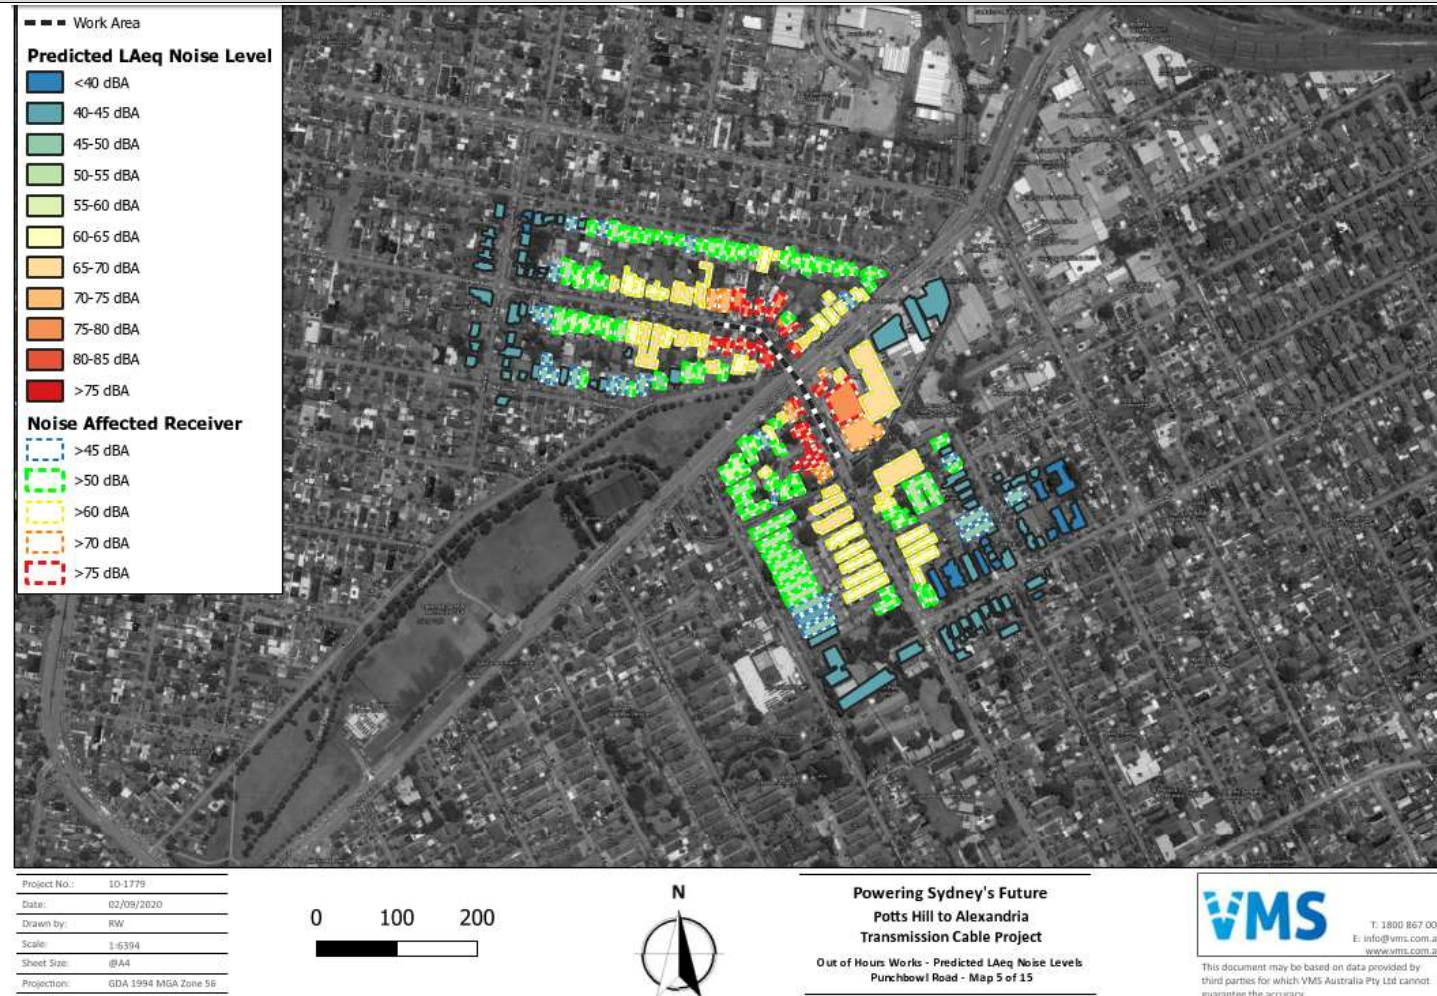 Work Area
Predicted LAeq Noise Level
<40 dBA
40-45 dBA
45-50 dBA
50-55 dBA
55-60 dBA
60-65 dBA
65-70 dBA
70-75 dBA
75-80 dBA
80-85 dBA
>75 dBA
Noise Affected Receiver
>45 dBA
>50 dBA
>60 dBA
>70 dBA
>75 dBA
Project No.: 10-1779
Date: 02/09/2020
Drawn by: RW
Scale: 1:6394
Sheet Size: @A4
Projection: GDA 1994 MGA Zone 56
0 100 200
N
Powering Sydney's Future
Potts Hill to Alexandria
Transmission Cable Project
Out of Hours Works - Predicted LAeq Noise Levels
Punchbowl Road - Map 5 of 15
VMS
T: 1800 867 00
E: info@vms.com.a
www.vms.com.a
This document may be based on data provided by
third parties for which VMS Australia Pty Ltd cannot
guarantee the accuracy